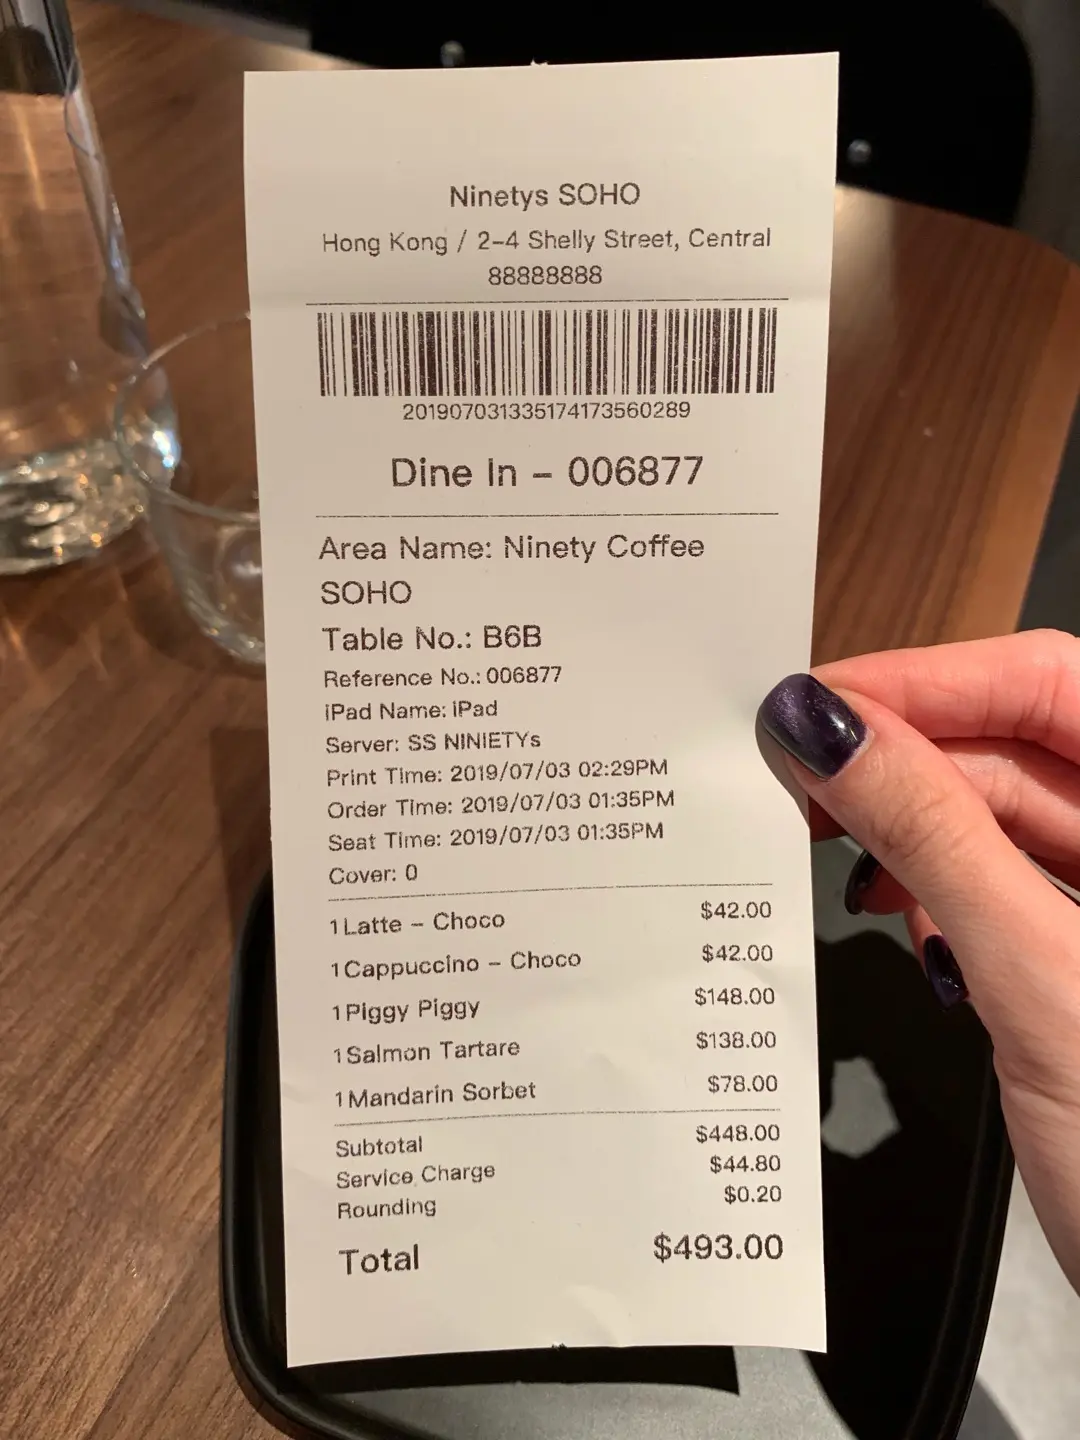 Ninetys SOHO
Hong Kong / 2-4 Shelly Street, Central
88888888
201907031335174173560289
Dine In - 006877
Area Name: Ninety Coffee
SOHO
Table No.: B6B
Reference No.: 006877
iPad Name: iPad
Server: SS NINIETYs
Print Time: 2019/07/03 02:29PM
Order Time: 2019/07/03 01:35PM
Seat Time: 2019/07/03 01:35PM
Cover: 0
1 Latte - Choco $42.00
1 Cappuccino - Choco $42.00
1 Piggy Piggy $148.00
1 Salmon Tartare $138.00
1 Mandarin Sorbet $78.00
Subtotal $448.00
Service Charge $44.80
Rounding $0.20
Total $493.00